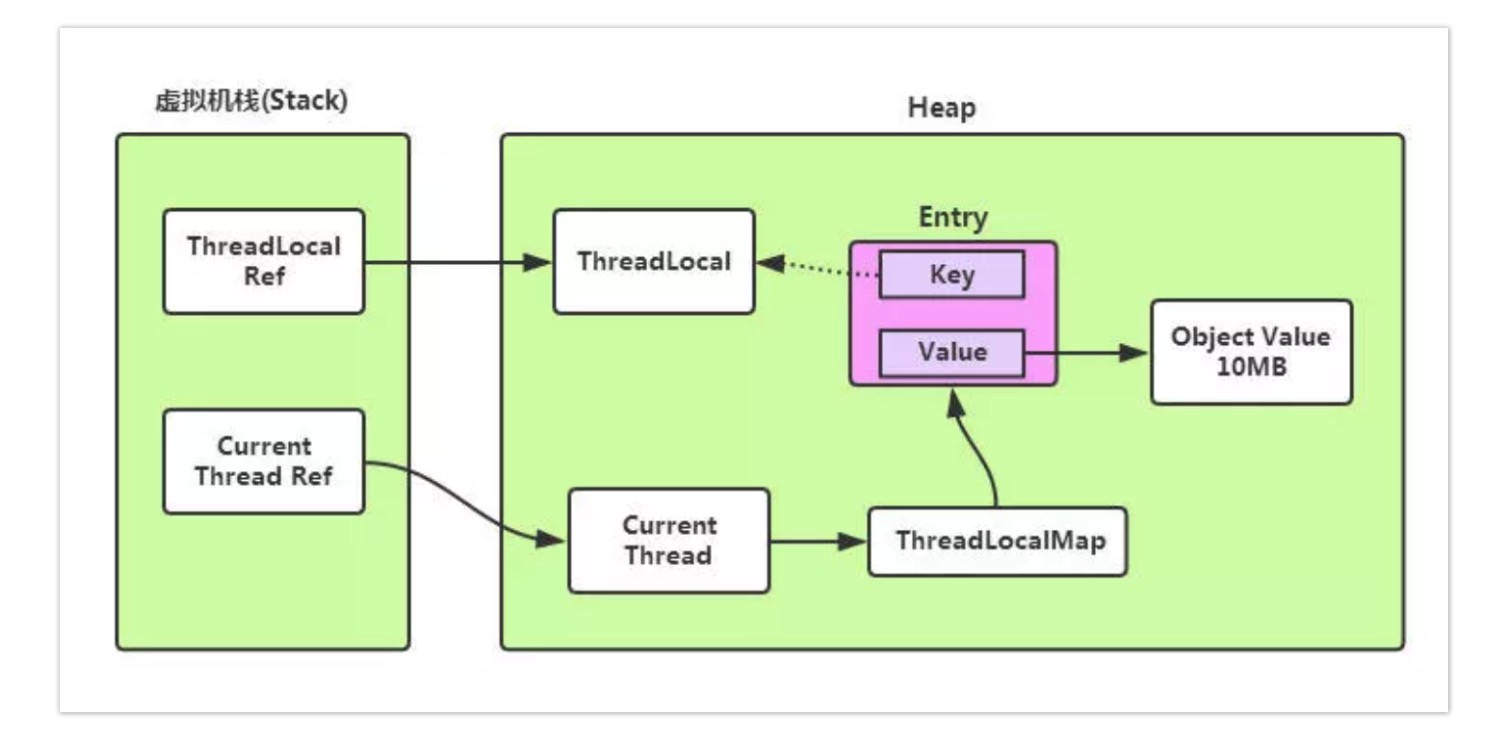 虚拟机栈(Stack)
Heap
ThreadLocal
Ref
ThreadLocal
Entry
Key
Value
Object Value
10MB
Current
Thread Ref
Current
Thread
ThreadLocalMap